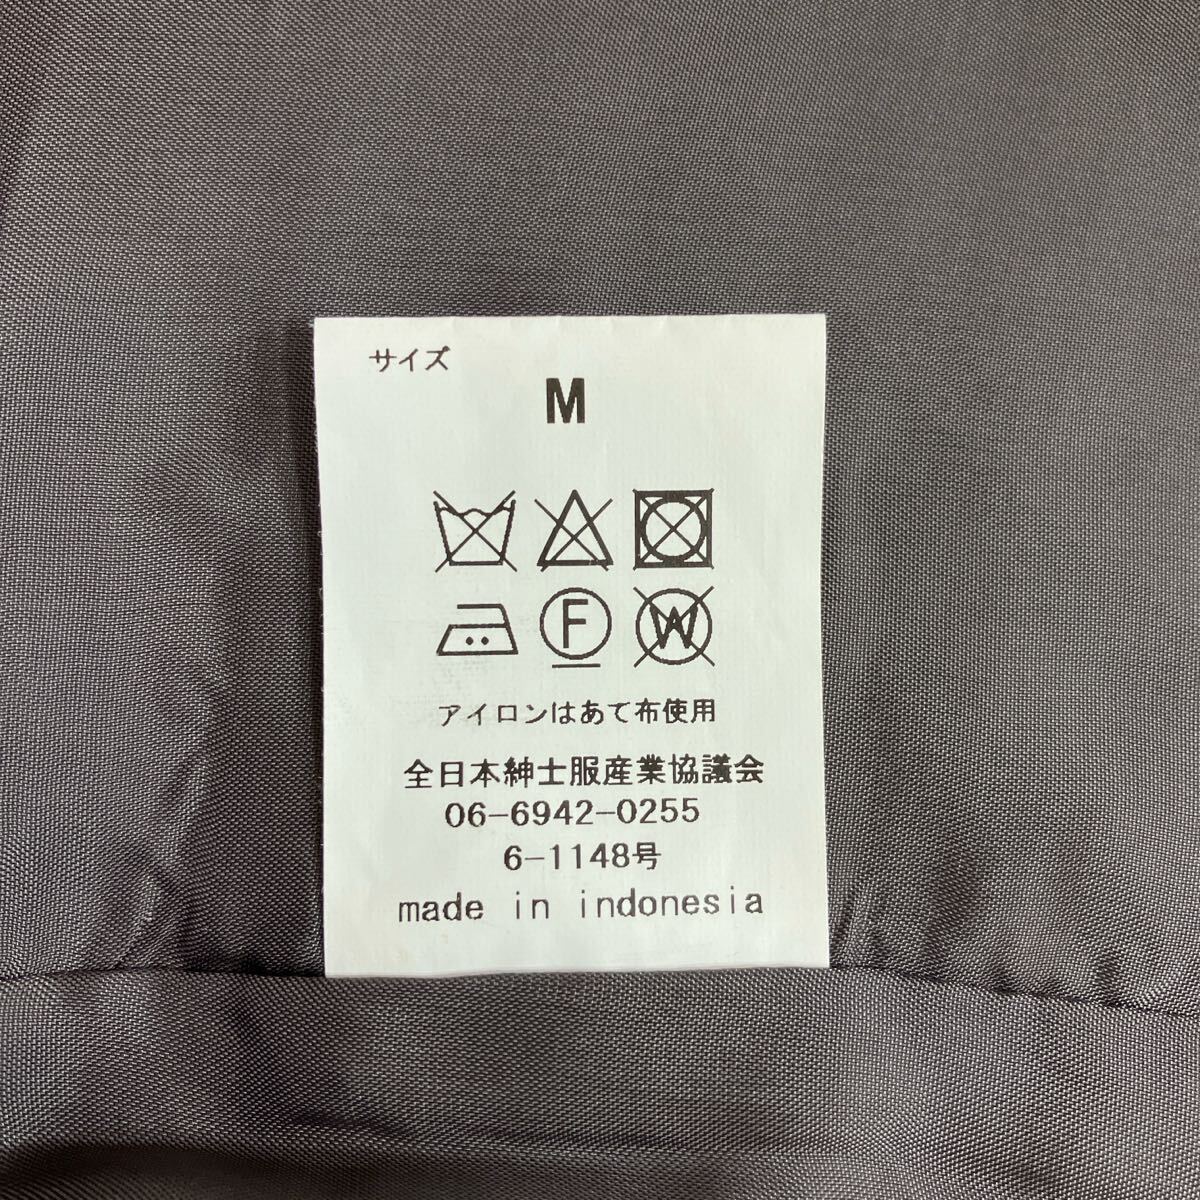 サイズ
M
F W
アイロンはあて布使用
全日本紳士服産業協議会
06-6942-0255
6-1148号
made in indonesia